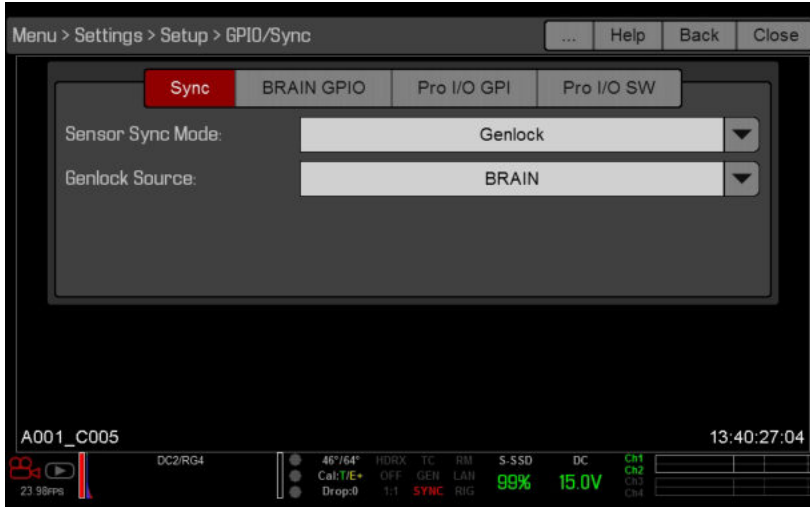 Menu > Settings > Setup > GPIO/Sync ... Help Back Close
Sync BRAIN GPIO Pro I/O GPI Pro I/O SW
Sensor Sync Mode: Genlock
Genlock Source: BRAIN
A001_C005 13:40:27:04
DC2/RG4 46°/64° HDRX TC RM S-SSD DC Ch1
Cal:T/E+ OFF GEN LAN 99% 15.0V Ch2
Ch3
23.98FPS Drop:0 1:1 SYNC RIG Ch4